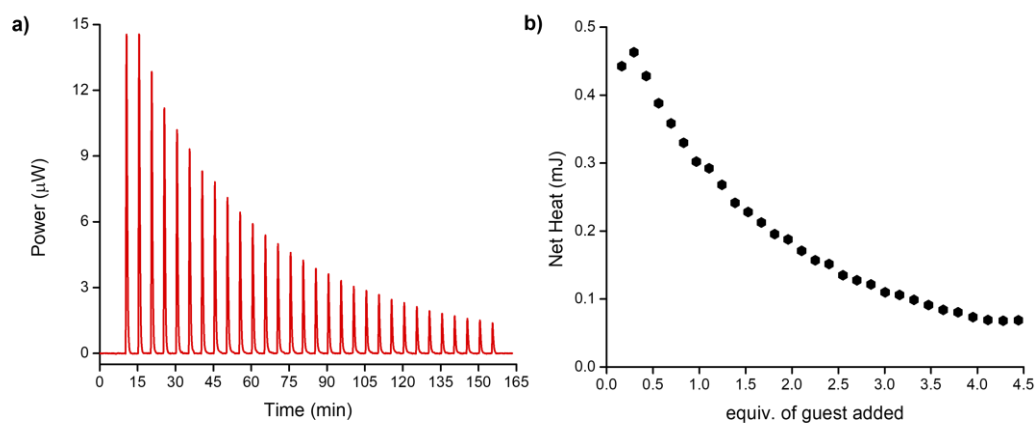 a)
15
12
9
6
3
0
Power (μW)
0 15 30 45 60 75 90 105 120 135 150 165
Time (min)
b)
0.5
0.4
0.3
0.2
0.1
0.0
Net Heat (mJ)
0.0 0.5 1.0 1.5 2.0 2.5 3.0 3.5 4.0 4.5
equiv. of guest added